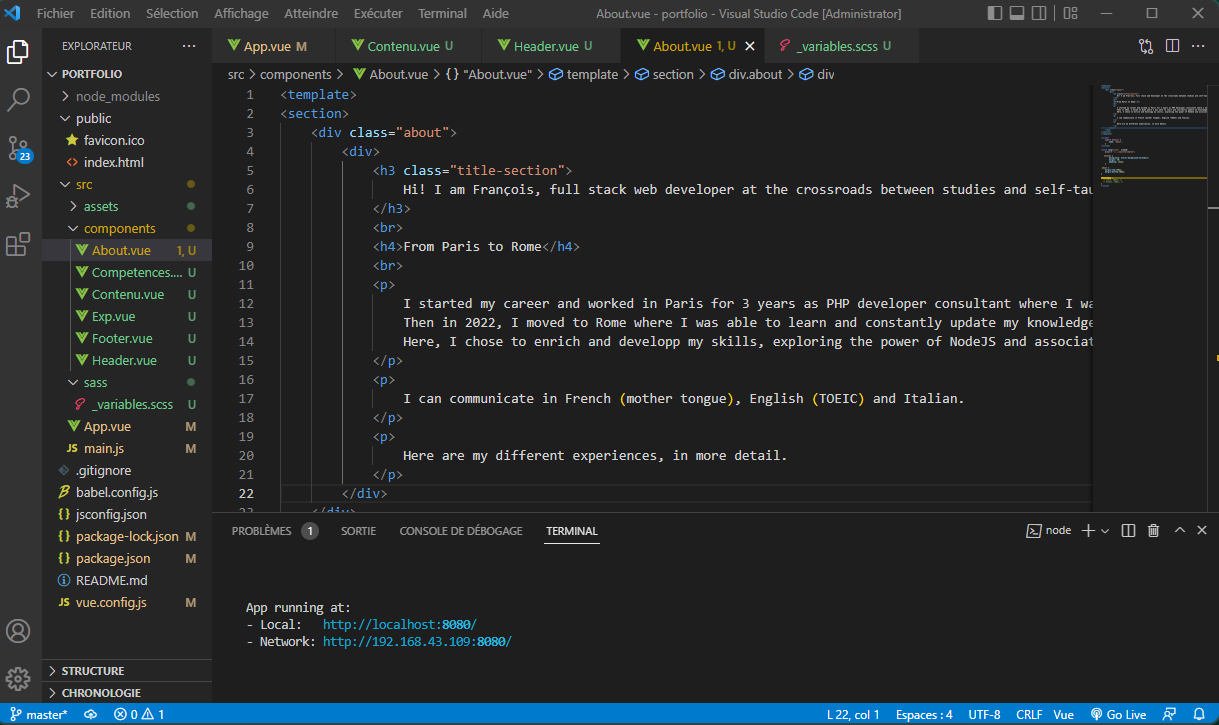 Fichier Edition Sélection Affichage Atteindre Exécuter Terminal Aide About.vue - portfolio - Visual Studio Code [Administrator]
EXPLORATEUR
PORTFOLIO
node_modules
public
favicon.ico
index.html
src
assets
components
About.vue 1, U
Competences.... U
Contenu.vue U
Exp.vue U
Footer.vue U
Header.vue U
sass
_variables.scss U
App.vue M
JS main.js M
.gitignore
babel.config.js
{} jsconfig.json
{} package-lock.json M
{} package.json M
README.md
JS vue.config.js M
STRUCTURE
CHRONOLOGIE
23
App.vue M Contenu.vue U Header.vue U About.vue 1, U _variables.scss U
src > components > About.vue > {} "About.vue" > template > section > div.about > div
1 <template>
2 <section>
3 <div class="about">
4 <div>
5 <h3 class="title-section">
6 Hi! I am François, full stack web developer at the crossroads between studies and self-tau
7 </h3>
8 <br>
9 <h4>From Paris to Rome</h4>
10 <br>
11 <p>
12 I started my career and worked in Paris for 3 years as PHP developer consultant where I wa
13 Then in 2022, I moved to Rome where I was able to learn and constantly update my knowledge
14 Here, I chose to enrich and developp my skills, exploring the power of NodeJS and associat
15 </p>
16 <p>
17 I can communicate in French (mother tongue), English (TOEIC) and Italian.
18 </p>
19 <p>
20 Here are my different experiences, in more detail.
21 </p>
22 </div>
23 </div>
PROBLÈMES 1 SORTIE CONSOLE DE DÉBOGAGE TERMINAL node
App running at:
- Local: http://localhost:8080/
- Network: http://192.168.43.109:8080/
master* 0 1 L 22, col 1 Espaces : 4 UTF-8 CRLF Vue Go Live